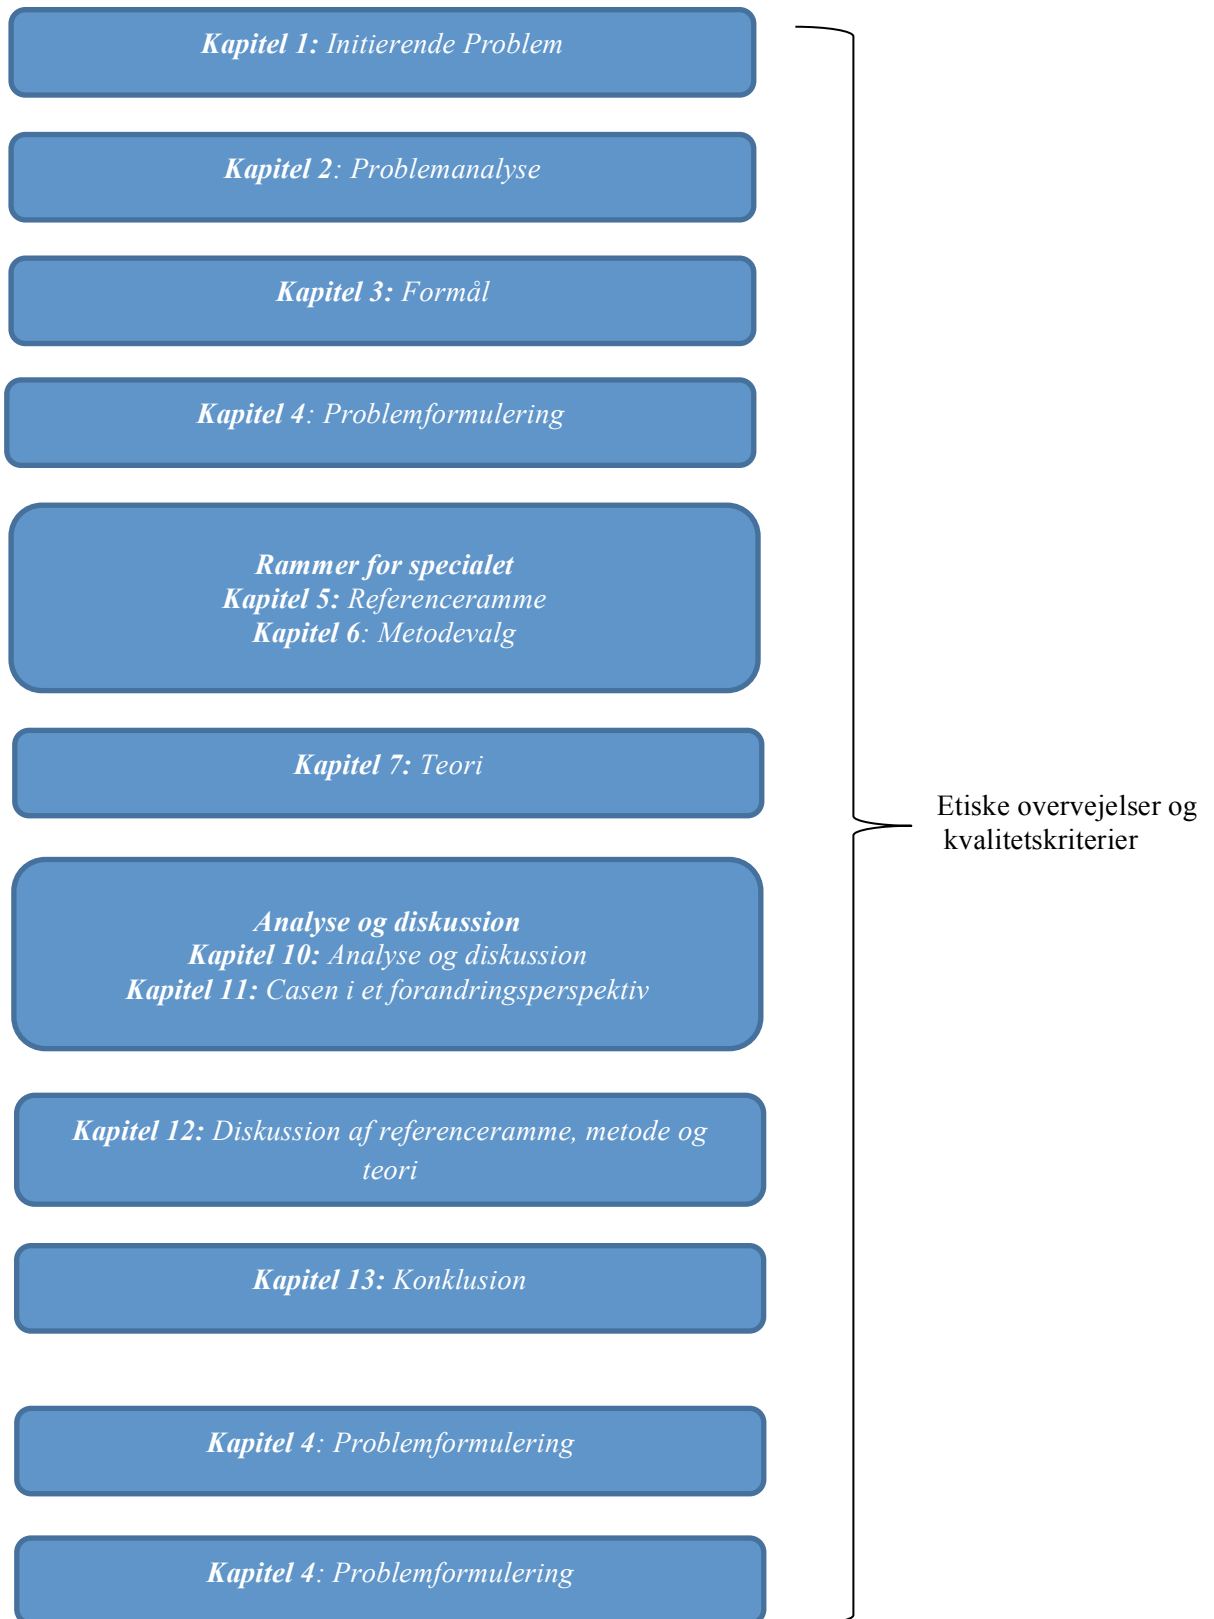 Kapitel 1: Initierende Problem
Kapitel 2: Problemanalyse
Kapitel 3: Formål
Kapitel 4: Problemformulering
Rammer for specialet
Kapitel 5: Referenceramme
Kapitel 6: Metodevalg
Kapitel 7: Teori
Etiske overvejelser og
kvalitetskriterier
Analyse og diskussion
Kapitel 10: Analyse og diskussion
Kapitel 11: Casen i et forandringsperspektiv
Kapitel 12: Diskussion af referenceramme, metode og
teori
Kapitel 13: Konklusion
Kapitel 4: Problemformulering
Kapitel 4: Problemformulering